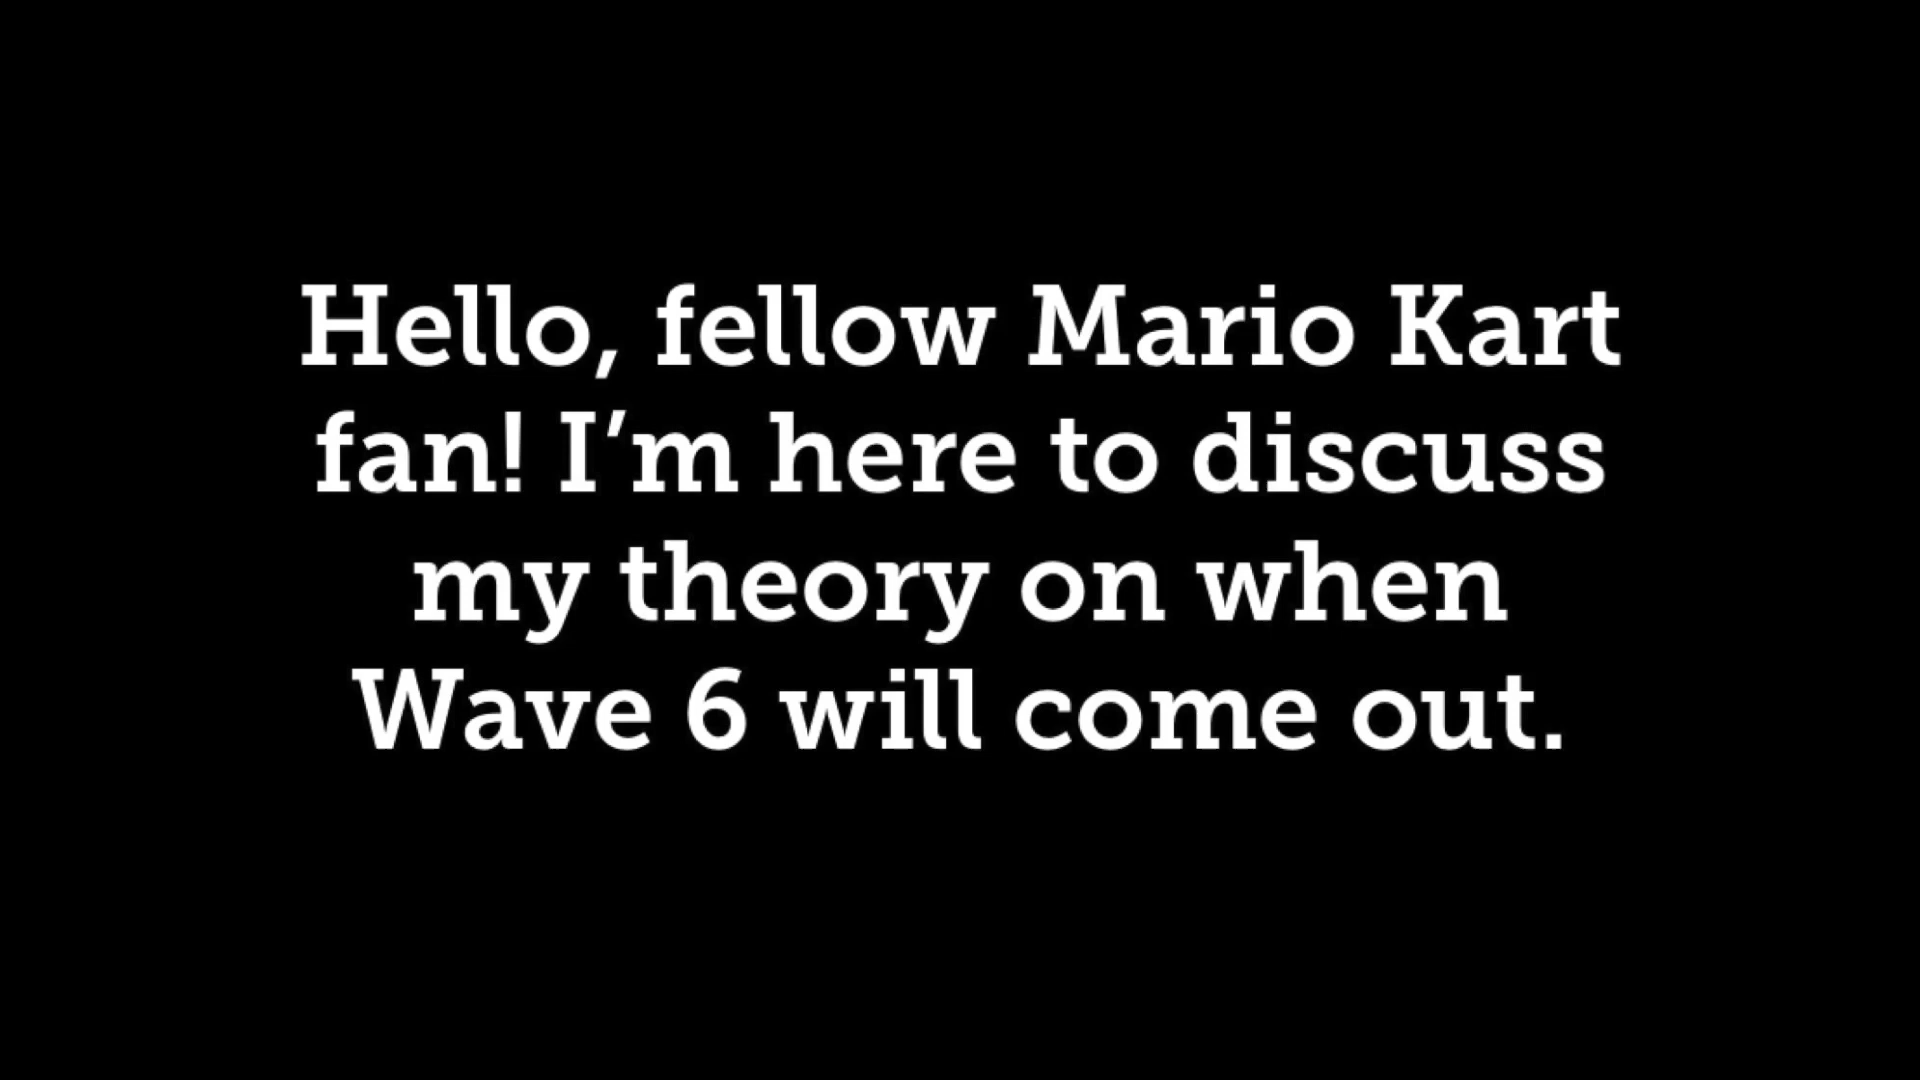 Hello, fellow Mario Kart
fan! I’m here to discuss
my theory on when
Wave 6 will come out.